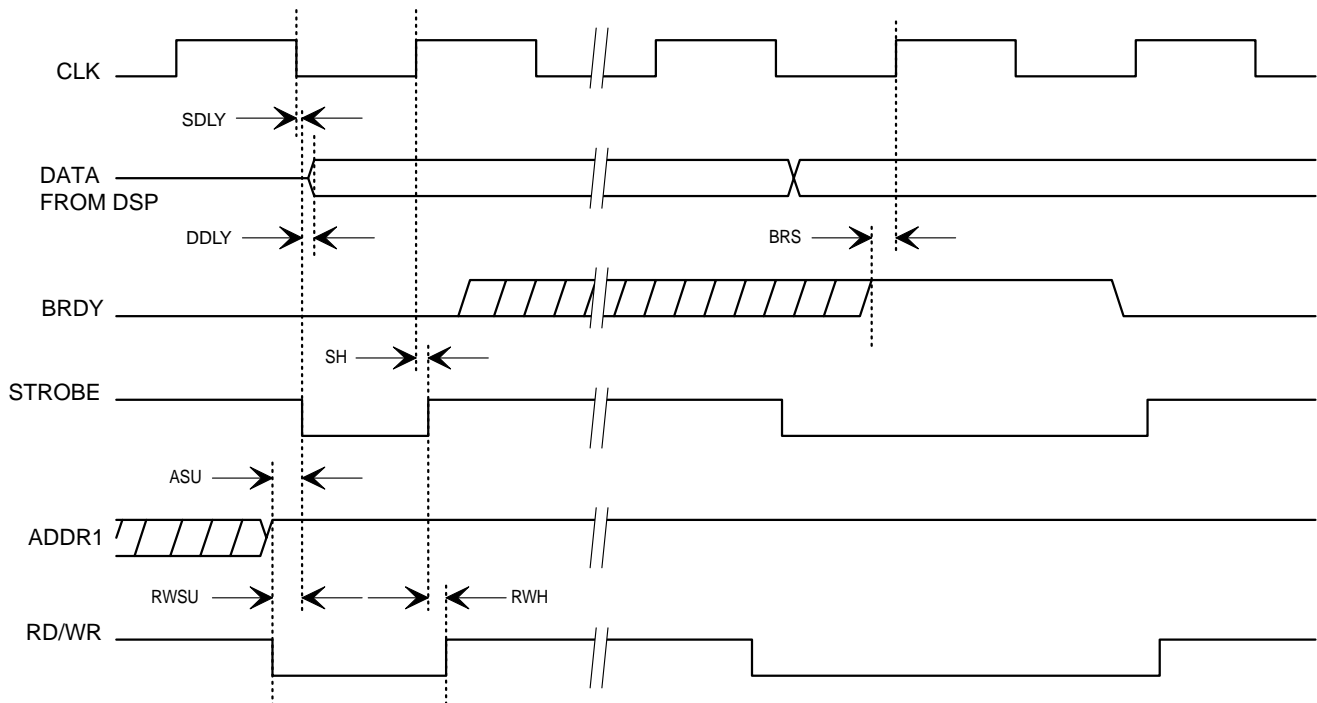 CLK
SDLY
DATA
FROM DSP
DDLY
BRS
BRDY
SH
STROBE
ASU
ADDR1
RWSU
RWH
RD/WR